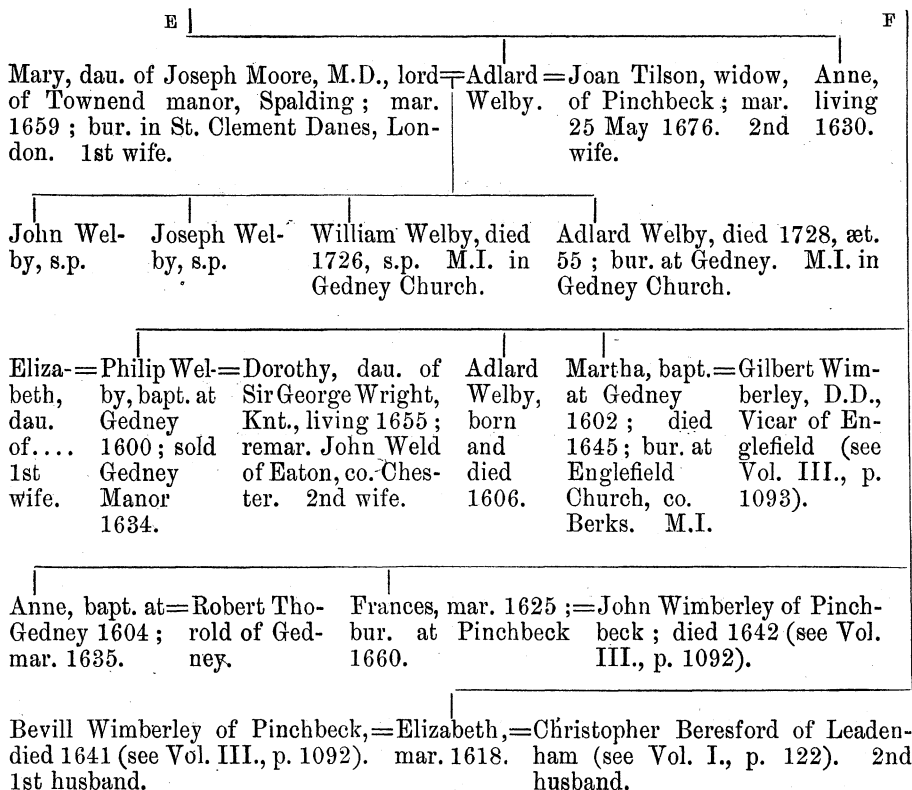 E F
Mary, dau. of Joseph Moore, M.D., lord
of Townend manor, Spalding; mar.
1659; bur. in St. Clement Danes, Lon-
don. 1st wife.
=Adlard
Welby.
=Joan Tilson, widow,
of Pinchbeck; mar.
25 May 1676. 2nd
wife.
Anne,
living
1630.
John Wel-
by, s.p.
Joseph Wel-
by, s.p.
William Welby, died
1726, s.p. M.I. in
Gedney Church.
Adlard Welby, died 1728, æt.
55; bur. at Gedney. M.I. in
Gedney Church.
Eliza-
beth,
dau.
of....
1st
wife.
=Philip Wel-
by, bapt. at
Gedney
1600; sold
Gedney
Manor
1634.
=Dorothy, dau. of
Sir George Wright,
Knt., living 1655;
remar. John Weld
of Eaton, co. Ches-
ter. 2nd wife.
Adlard
Welby,
born
and
died
1606.
Martha, bapt.
at Gedney
1602; died
1645; bur. at
Englefield
Church, co.
Berks. M.I.
=Gilbert Wim-
berley, D.D.,
Vicar of En-
glefield (see
Vol. III., p.
1093).
Anne, bapt. at
Gedney 1604;
mar. 1635.
=Robert Tho-
rold of Ged-
ney.
Frances, mar. 1625;
bur. at Pinchbeck
1660.
=John Wimberley of Pinch-
beck; died 1642 (see Vol.
III., p. 1092).
Bevill Wimberley of Pinchbeck,
died 1641 (see Vol. III., p. 1092).
1st husband.
=Elizabeth,
mar. 1618.
=Christopher Beresford of Leaden-
ham (see Vol. I., p. 122). 2nd
husband.